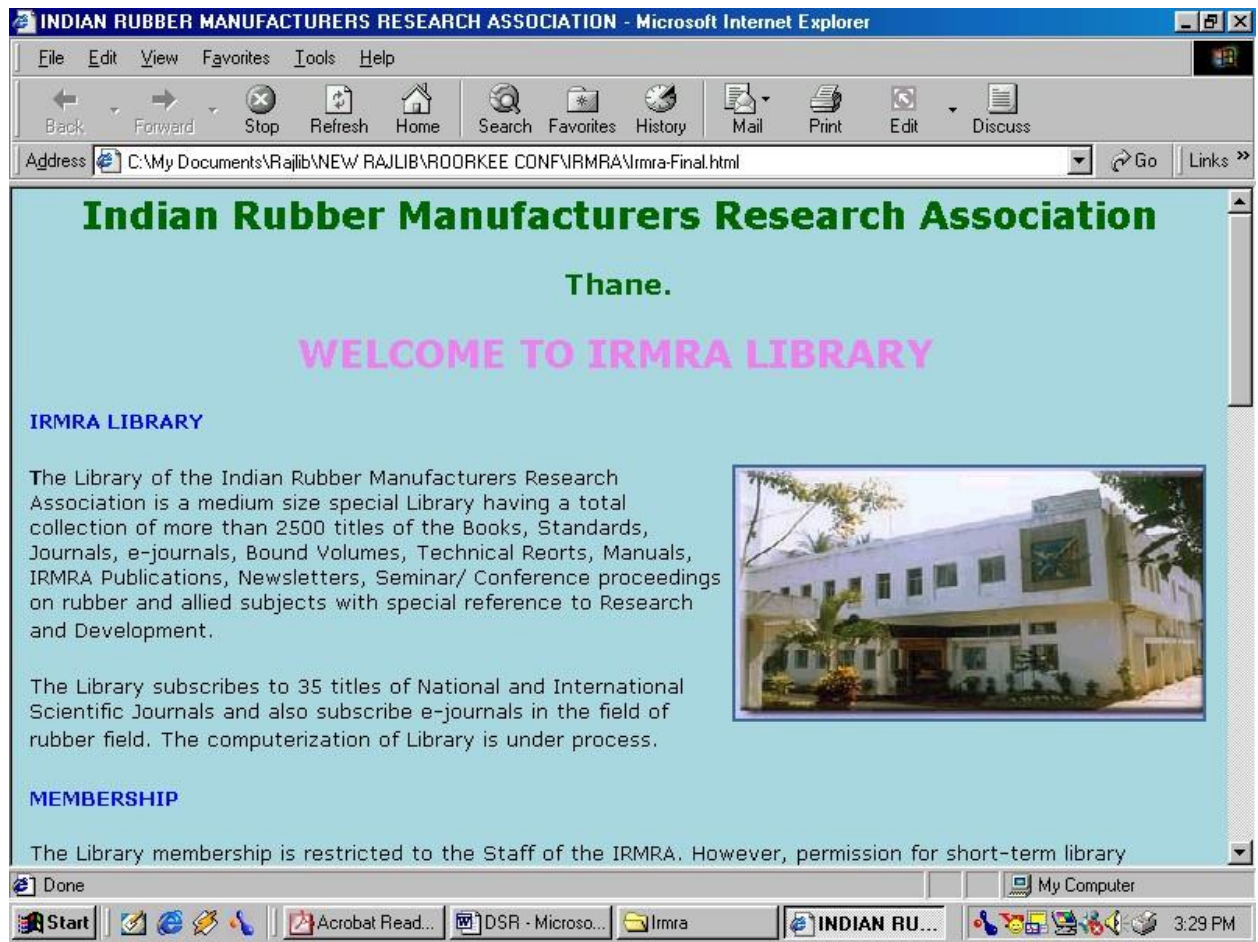 INDIAN RUBBER MANUFACTURERS RESEARCH ASSOCIATION - Microsoft Internet Explorer
File Edit View Favorites Tools Help
Back Forward Stop Refresh Home Search Favorites History Mail Print Edit Discuss
Address C:\My Documents\Rajlib\NEW RAJLIB\ROORKEE CONF\IRMRA\Irmra-Final.html Go Links »
Indian Rubber Manufacturers Research Association
Thane.
WELCOME TO IRMRA LIBRARY
IRMRA LIBRARY
The Library of the Indian Rubber Manufacturers Research
Association is a medium size special Library having a total
collection of more than 2500 titles of the Books, Standards,
Journals, e-journals, Bound Volumes, Technical Reorts, Manuals,
IRMRA Publications, Newsletters, Seminar/ Conference proceedings
on rubber and allied subjects with special reference to Research
and Development.
The Library subscribes to 35 titles of National and International
Scientific Journals and also subscribe e-journals in the field of
rubber field. The computerization of Library is under process.
MEMBERSHIP
The Library membership is restricted to the Staff of the IRMRA. However, permission for short-term library
Done My Computer
Start Acrobat Read... DSR - Microso... Irmra INDIAN RU... 3:29 PM